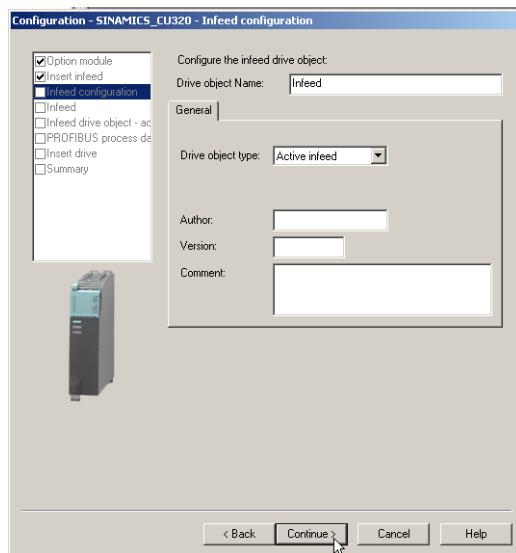 Configuration - SINAMICS_CU320 - Infeed configuration
Option module
Insert infeed
Infeed configuration
Infeed
Infeed drive object - ac
PROFIBUS process da
Insert drive
Summary
Configure the infeed drive object:
Drive object Name: Infeed
General
Drive object type: Active infeed
Author:
Version:
Comment:
< Back
Continue >
Cancel
Help